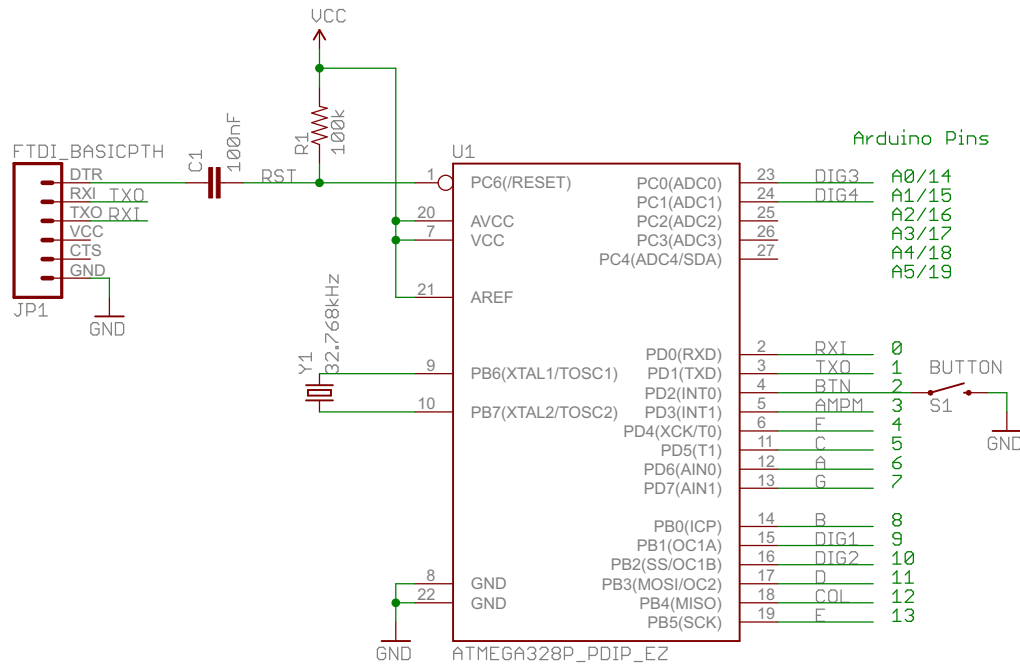 VCC
R1
100k
C1
100nF
FTDI_BASICPTH
DTR
RXI TXO
TXO RXI
VCC
CTS
GND
JP1
GND
RST
U1
1 PC6(/RESET)
20 AVCC
7 VCC
21 AREF
Y1
32.768kHz
9 PB6(XTAL1/TOSC1)
10 PB7(XTAL2/TOSC2)
8 GND
22 GND
GND
ATMEGA328P_PDIP_EZ
Arduino Pins
PC0(ADC0) 23 DIG3 A0/14
PC1(ADC1) 24 DIG4 A1/15
PC2(ADC2) 25 A2/16
PC3(ADC3) 26 A3/17
PC4(ADC4/SDA) 27 A4/18
A5/19
PD0(RXD) 2 RXI 0
PD1(TXD) 3 TXO 1
PD2(INT0) 4 BTN 2
PD3(INT1) 5 AMPM 3
PD4(XCK/T0) 6 F 4
PD5(T1) 11 C 5
PD6(AIN0) 12 A 6
PD7(AIN1) 13 G 7
BUTTON
S1
GND
PB0(ICP) 14 B 8
PB1(OC1A) 15 DIG1 9
PB2(SS/OC1B) 16 DIG2 10
PB3(MOSI/OC2) 17 D 11
PB4(MISO) 18 COL 12
PB5(SCK) 19 E 13